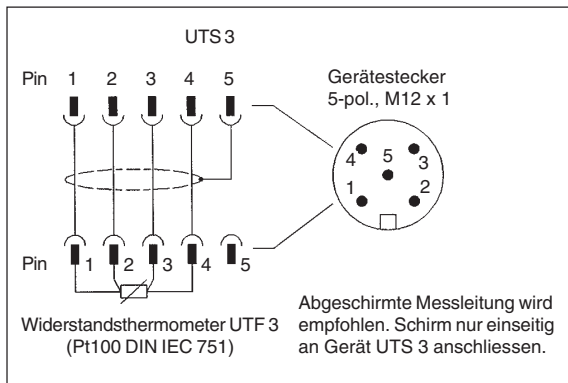 UTS 3
Pin 1 2 3 4 5
Gerätestecker
5-pol., M12 x 1
4 5 3
1 2
Pin 1 2 3 4 5
Widerstandsthermometer UTF 3
(Pt100 DIN IEC 751)
Abgeschirmte Messleitung wird
empfohlen. Schirm nur einseitig
an Gerät UTS 3 anschliessen.